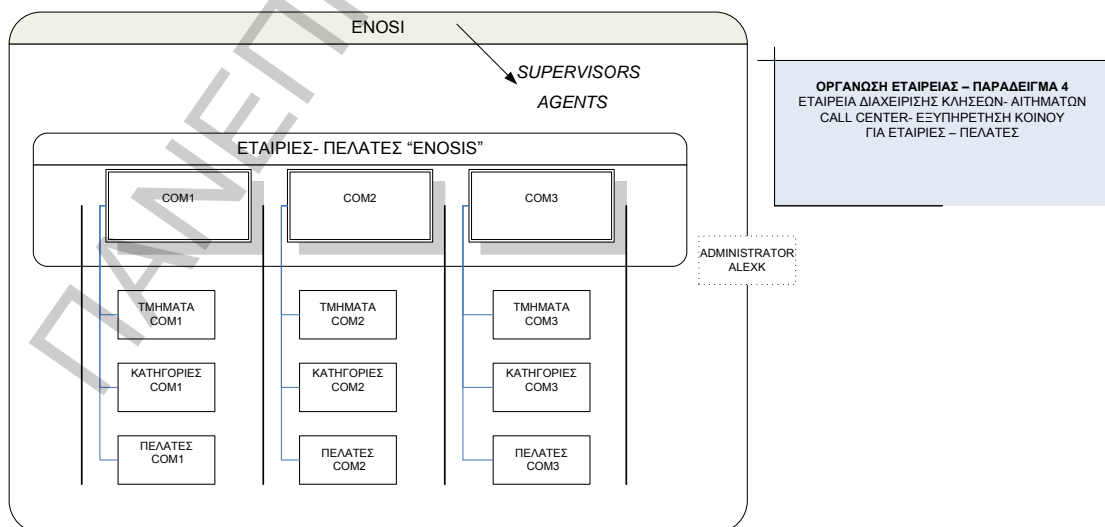 ENOSI
SUPERVISORS
AGENTS
ΕΤΑΙΡΙΕΣ- ΠΕΛΑΤΕΣ “ENOSIS”
COM1
COM2
COM3
ΤΜΗΜΑΤΑ
COM1
ΤΜΗΜΑΤΑ
COM2
ΤΜΗΜΑΤΑ
COM3
ΚΑΤΗΓΟΡΙΕΣ
COM1
ΚΑΤΗΓΟΡΙΕΣ
COM2
ΚΑΤΗΓΟΡΙΕΣ
COM3
ΠΕΛΑΤΕΣ
COM1
ΠΕΛΑΤΕΣ
COM2
ΠΕΛΑΤΕΣ
COM3
ADMINISTRATOR
ALEXK
ΟΡΓΑΝΩΣΗ ΕΤΑΙΡΕΙΑΣ – ΠΑΡΑΔΕΙΓΜΑ 4
ΕΤΑΙΡΕΙΑ ΔΙΑΧΕΙΡΙΣΗΣ ΚΛΗΣΕΩΝ- ΑΙΤΗΜΑΤΩΝ
CALL CENTER- ΕΞΥΠΗΡΕΤΗΣΗ ΚΟΙΝΟΥ
ΓΙΑ ΕΤΑΙΡΙΕΣ – ΠΕΛΑΤΕΣ